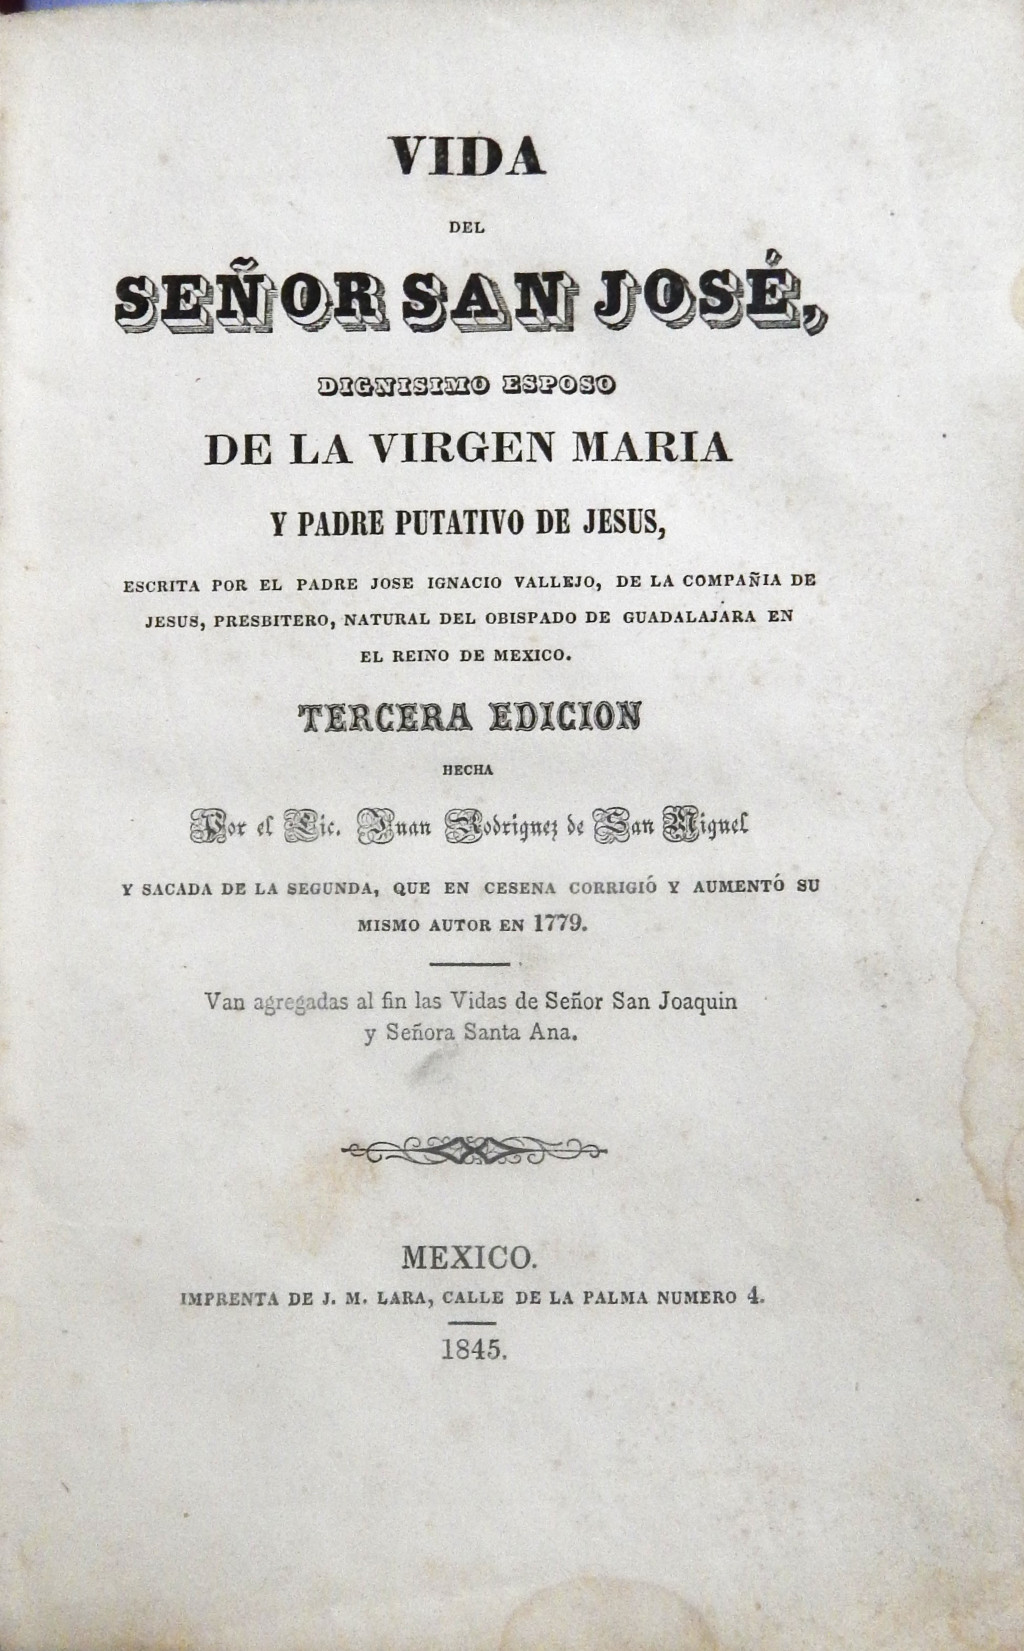 VIDA
DEL
SEÑOR SAN JOSÉ,
DIGNISIMO ESPOSO
DE LA VIRGEN MARIA
Y PADRE PUTATIVO DE JESUS,
ESCRITA POR EL PADRE JOSE IGNACIO VALLEJO, DE LA COMPAÑIA DE
JESUS, PRESBITERO, NATURAL DEL OBISPADO DE GUADALAJARA EN
EL REINO DE MEXICO.
TERCERA EDICION
HECHA
Por el Lic. Juan Rodriguez de San Miguel
Y SACADA DE LA SEGUNDA, QUE EN CESENA CORRIGIÓ Y AUMENTÓ SU
MISMO AUTOR EN 1779.
Van agregadas al fin las Vidas de Señor San Joaquin
y Señora Santa Ana.
MEXICO.
IMPRENTA DE J. M. LARA, CALLE DE LA PALMA NUMERO 4.
1845.